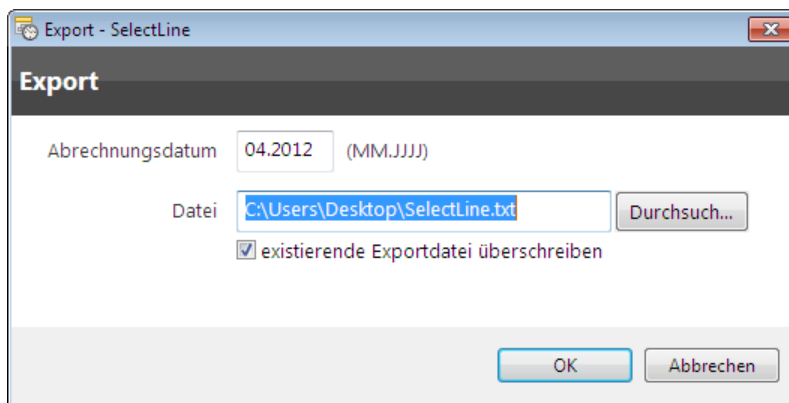 Export - SelectLine
Export
Abrechnungsdatum 04.2012 (MM.JJJJ)
Datei C:\Users\Desktop\SelectLine.txt Durchsuch...
existierende Exportdatei überschreiben
OK Abbrechen